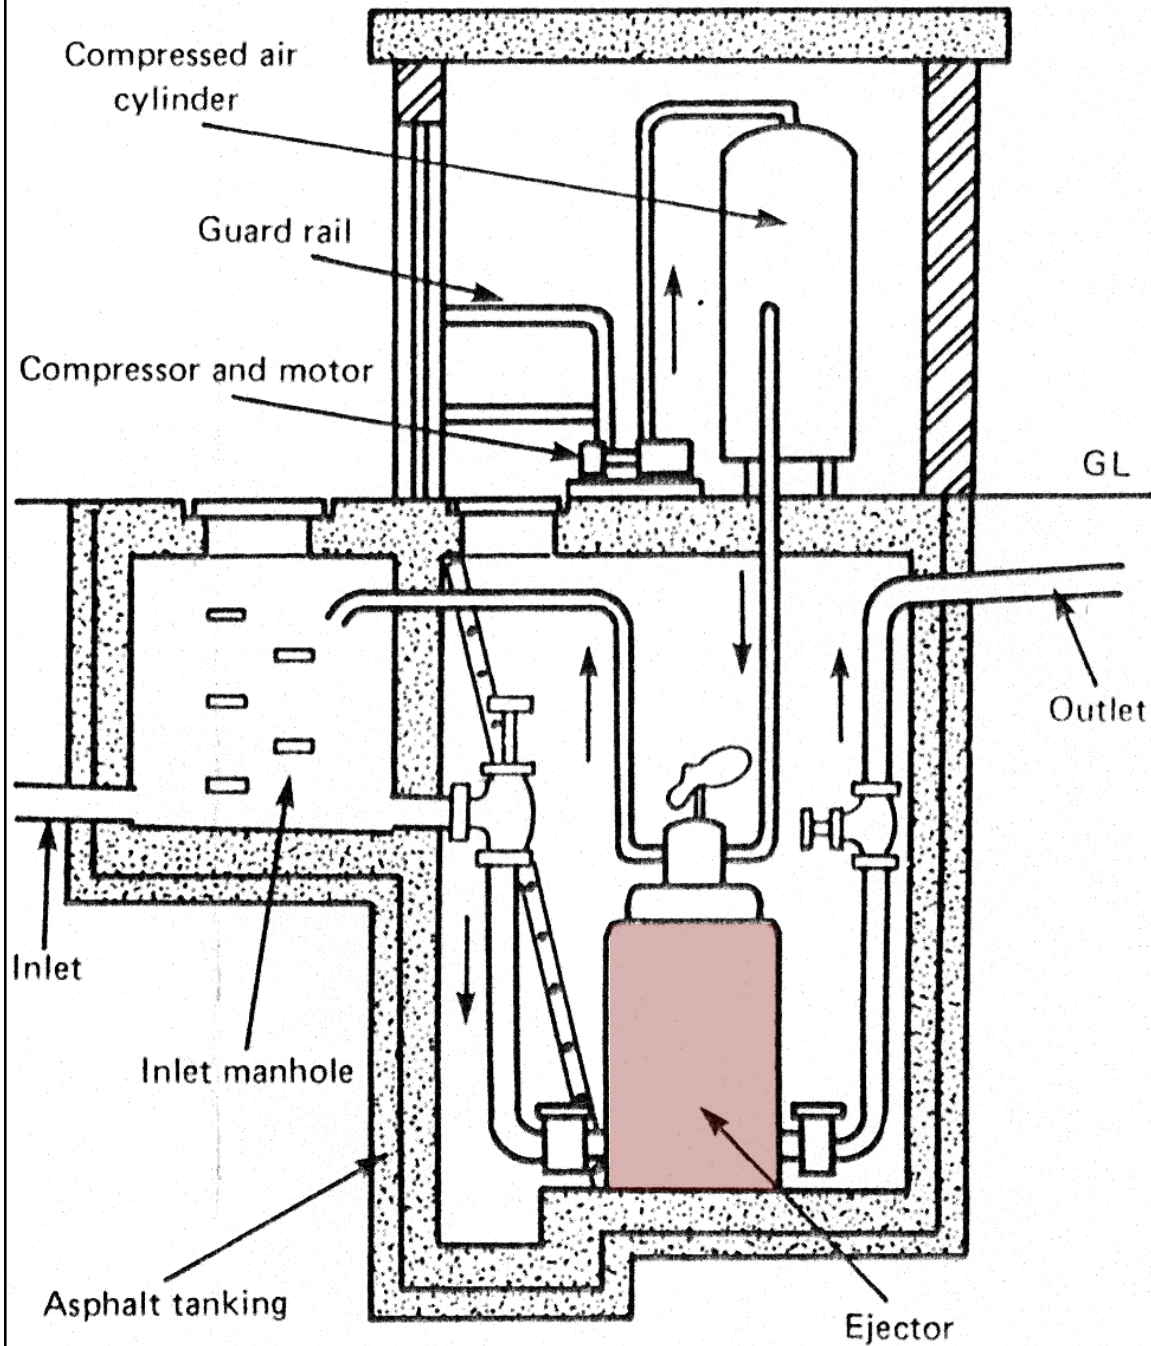 Compressed air
cylinder
Guard rail
Compressor and motor
GL
Outlet
Inlet
Inlet manhole
Asphalt tanking
Ejector